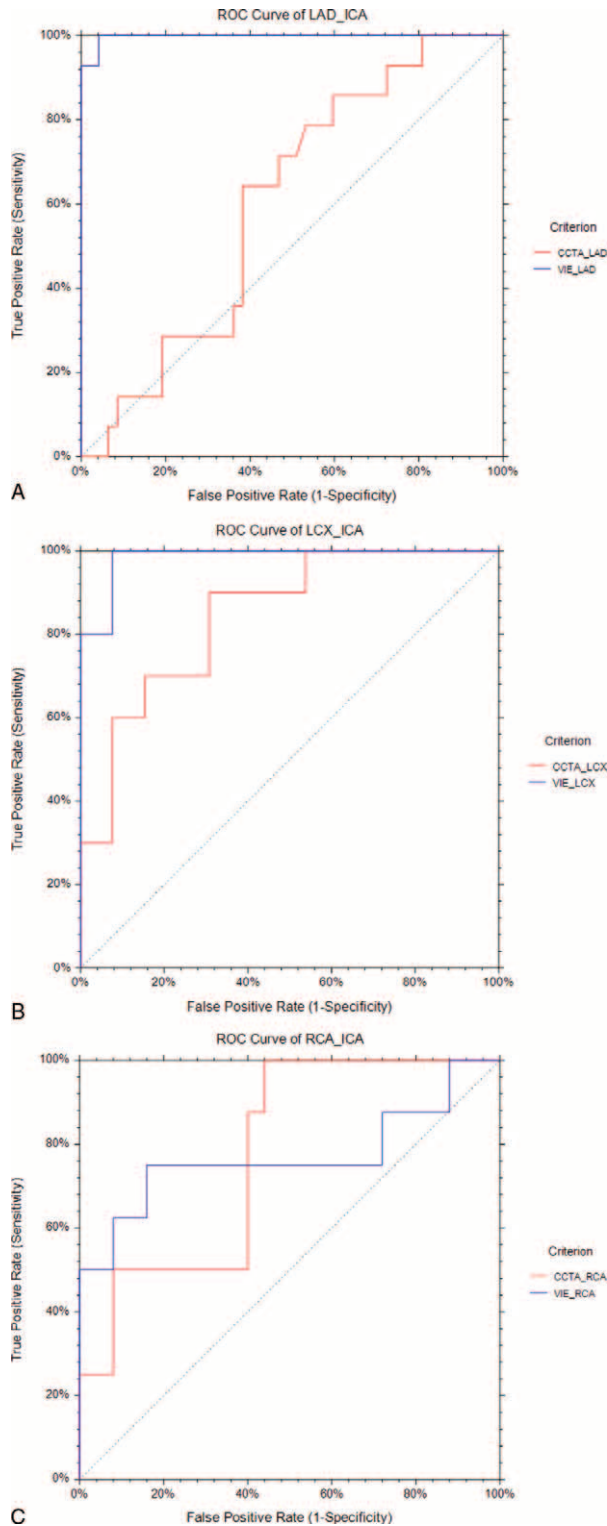 ROC Curve of LAD_ICA
100%
80%
60%
40%
20%
0%
True Positive Rate (Sensitivity)
0% 20% 40% 60% 80% 100%
False Positive Rate (1-Specificity)
Criterion
CCTA_LAD
VIE_LAD
A
ROC Curve of LCX_ICA
100%
80%
60%
40%
20%
0%
True Positive Rate (Sensitivity)
0% 20% 40% 60% 80% 100%
False Positive Rate (1-Specificity)
Criterion
CCTA_LCX
VIE_LCX
B
ROC Curve of RCA_ICA
100%
80%
60%
40%
20%
0%
True Positive Rate (Sensitivity)
0% 20% 40% 60% 80% 100%
False Positive Rate (1-Specificity)
Criterion
CCTA_RCA
VIE_RCA
C